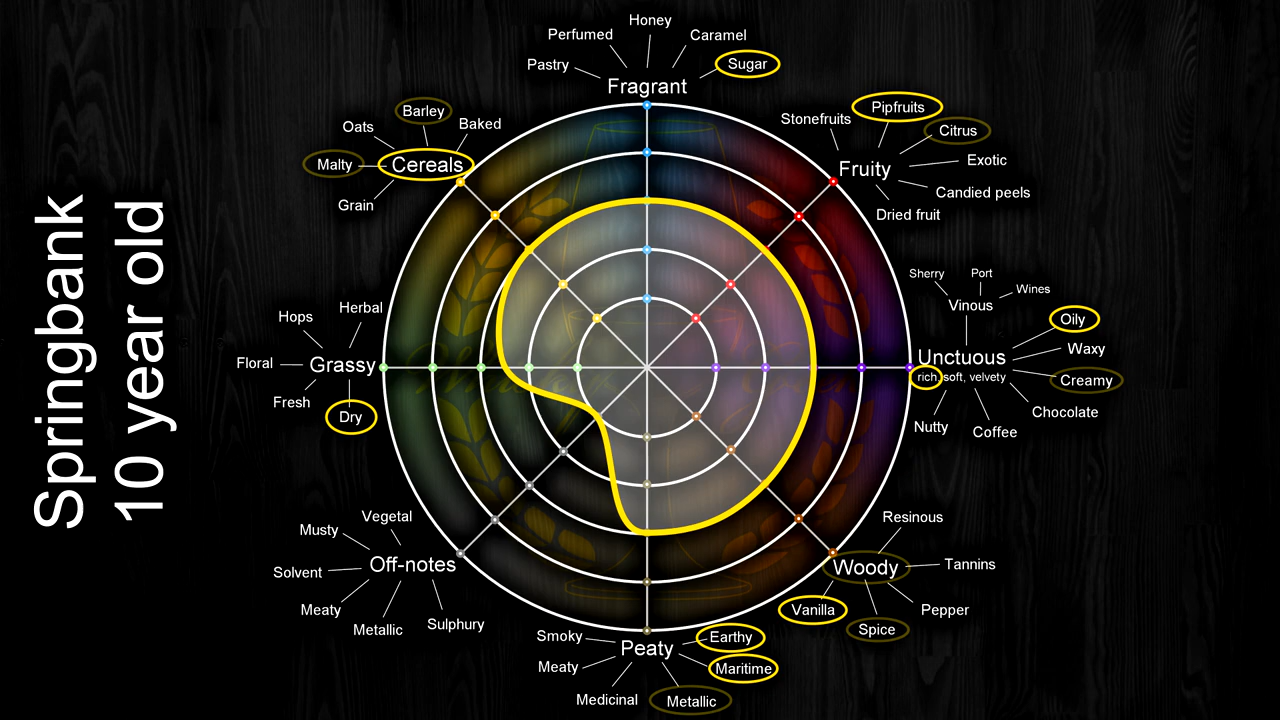 Springbank
10 year old
Fragrant
Pastry
Perfumed
Honey
Caramel
Sugar
Fruity
Stonefruits
Pipfruits
Citrus
Exotic
Candied peels
Dried fruit
Unctuous
rich, soft, velvety
Vinous
Sherry
Port
Wines
Oily
Waxy
Creamy
Chocolate
Coffee
Nutty
Woody
Resinous
Tannins
Pepper
Spice
Vanilla
Peaty
Earthy
Maritime
Metallic
Medicinal
Meaty
Smoky
Off-notes
Sulphury
Metallic
Meaty
Solvent
Musty
Vegetal
Grassy
Dry
Fresh
Floral
Hops
Herbal
Cereals
Grain
Malty
Oats
Barley
Baked